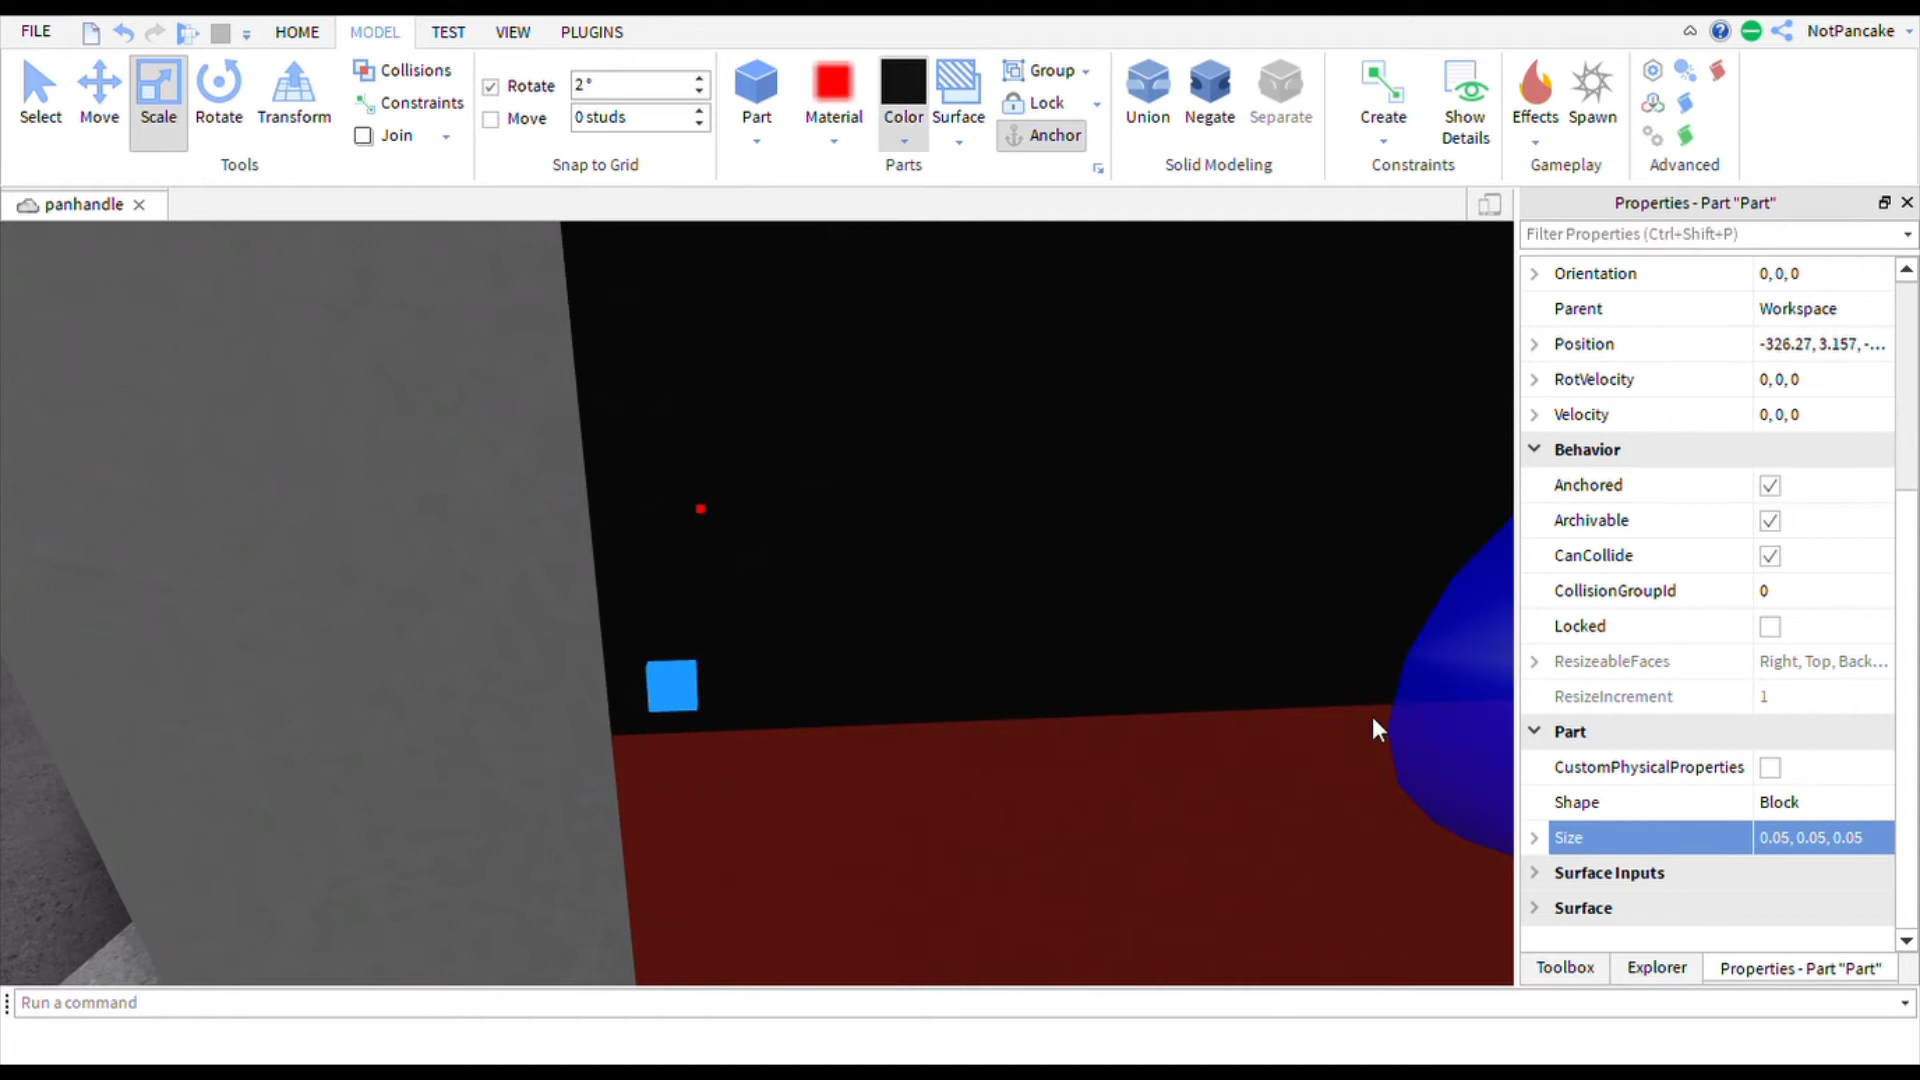 FILE HOME MODEL TEST VIEW PLUGINS NotPancake
Select Move Scale Rotate Transform
Collisions
Constraints
Join
Tools
Rotate 2°
Move 0 studs
Snap to Grid
Part Material Color Surface
Group
Lock
Anchor
Parts
Union Negate Separate
Solid Modeling
Create Show Details
Constraints
Effects Spawn
Gameplay
Advanced
panhandle
Properties - Part "Part"
Filter Properties (Ctrl+Shift+P)
Orientation 0, 0, 0
Parent Workspace
Position -326.27, 3.157, -...
RotVelocity 0, 0, 0
Velocity 0, 0, 0
Behavior
Anchored
Archivable
CanCollide
CollisionGroupId 0
Locked
ResizeableFaces Right, Top, Back...
ResizeIncrement 1
Part
CustomPhysicalProperties
Shape Block
Size 0.05, 0.05, 0.05
Surface Inputs
Surface
Toolbox Explorer Properties - Part "Part"
Run a command